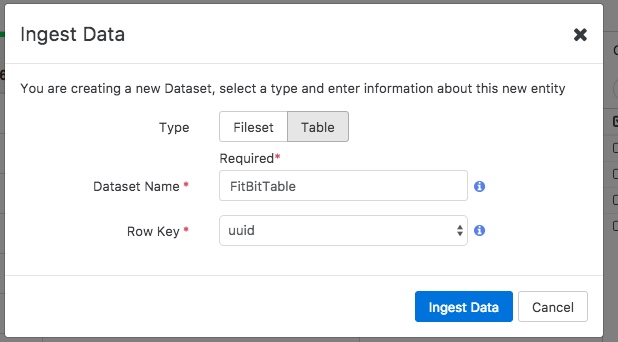 Ingest Data
You are creating a new Dataset, select a type and enter information about this new entity
Type Fileset Table
Required*
Dataset Name * FitBitTable
Row Key * uuid
Ingest Data Cancel